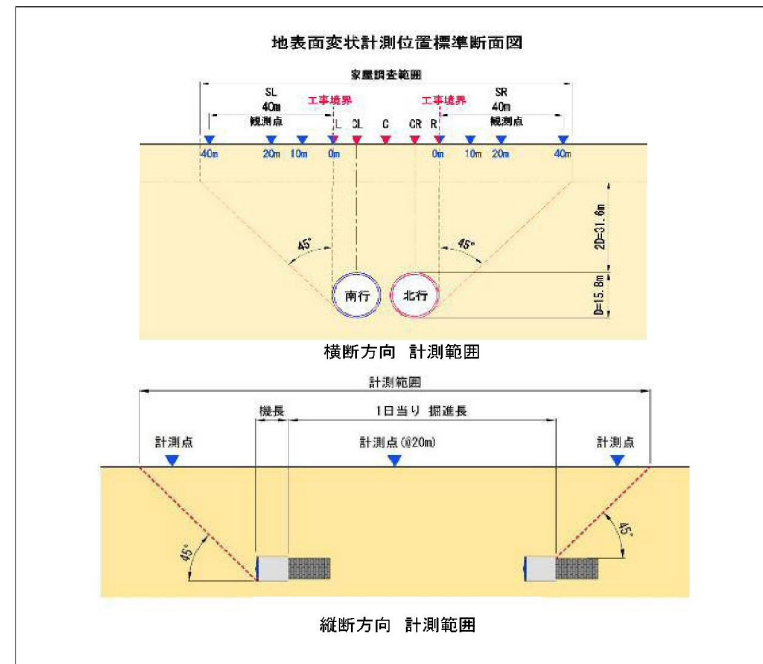 地表面変状計測位置標準断面図
家屋調査範囲
SL
40m
観測点
工事境界
工事境界
SR
40m
観測点
L CL C CR R
40m 20m 10m 0m 0m 10m 20m 40m
45°
45°
2D=31.6m
D=15.8m
南行
北行
横断方向 計測範囲
計測範囲
機長
1日当り 掘進長
計測点
計測点(@20m)
計測点
45°
45°
縦断方向 計測範囲